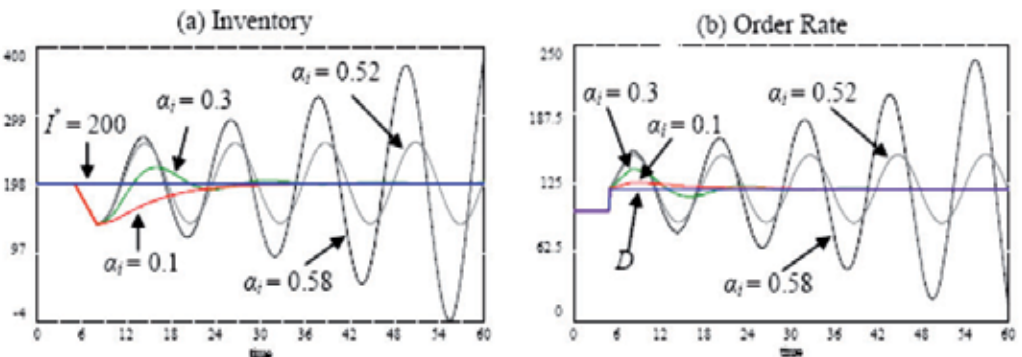 (a) Inventory
400
299
198
97
-4
0 6 12 18 24 30 36 42 48 54 60
time
I* = 200
αᵢ = 0.3
αᵢ = 0.52
αᵢ = 0.1
αᵢ = 0.58
(b) Order Rate
250
187.5
125
62.5
0
0 6 12 18 24 30 36 42 48 54 60
time
αᵢ = 0.3
αᵢ = 0.1
αᵢ = 0.52
D
αᵢ = 0.58